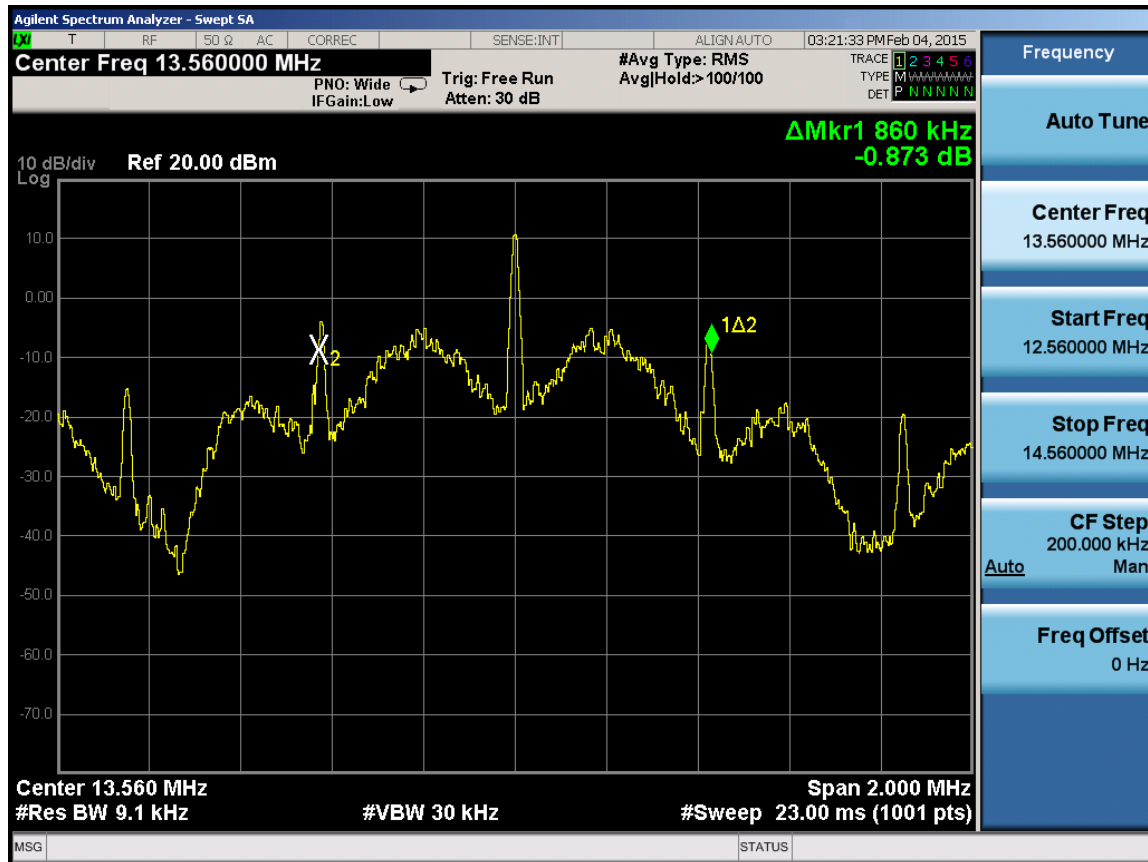 Agilent Spectrum Analyzer - Swept SA
LXI T RF 50 Ω AC CORREC SENSE:INT ALIGN AUTO 03:21:33 PM Feb 04, 2015
Center Freq 13.560000 MHz
PNO: Wide
IFGain:Low
Trig: Free Run
Atten: 30 dB
#Avg Type: RMS
Avg|Hold:>100/100
TRACE 1 2 3 4 5 6
TYPE M WWWWW
DET P N N N N N
ΔMkr1 860 kHz
-0.873 dB
10 dB/div Ref 20.00 dBm
Log
10.0
0.00
-10.0
-20.0
-30.0
-40.0
-50.0
-60.0
-70.0
2
1Δ2
Center 13.560 MHz Span 2.000 MHz
#Res BW 9.1 kHz #VBW 30 kHz #Sweep 23.00 ms (1001 pts)
MSG STATUS
Frequency
Auto Tune
Center Freq
13.560000 MHz
Start Freq
12.560000 MHz
Stop Freq
14.560000 MHz
CF Step
200.000 kHz
Auto Man
Freq Offset
0 Hz